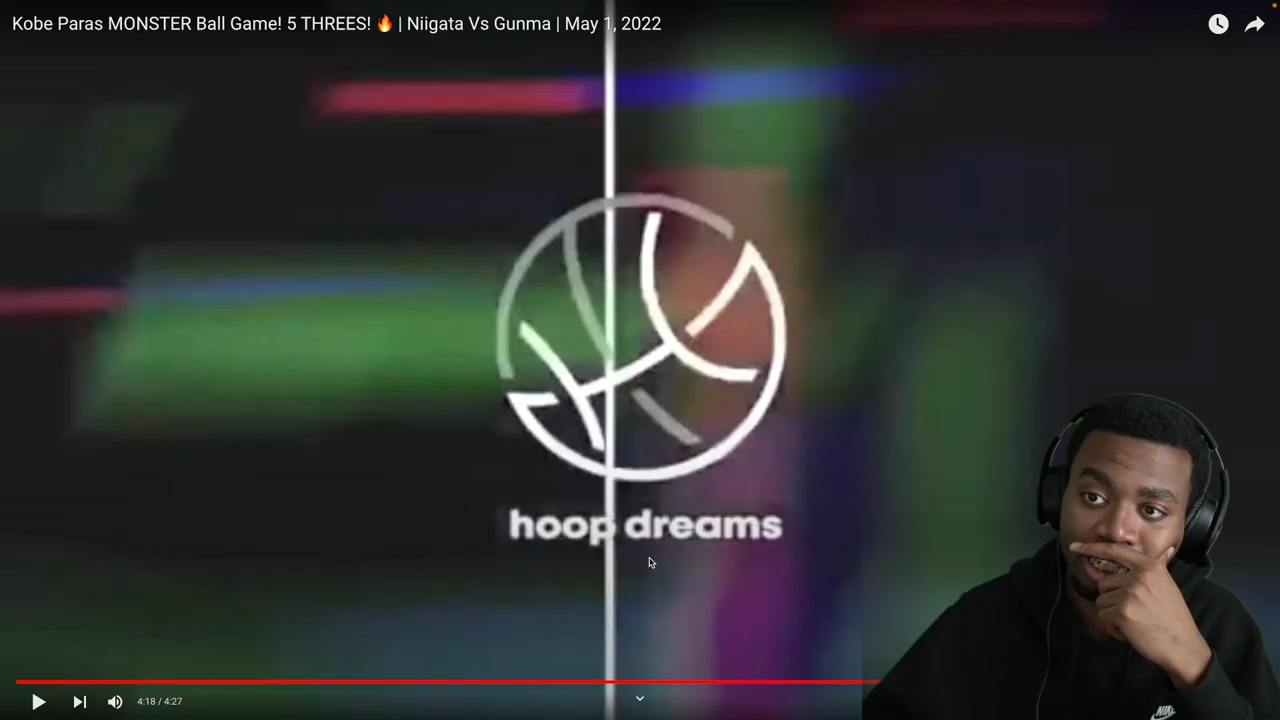 Kobe Paras MONSTER Ball Game! 5 THREES! 🔥 | Niigata Vs Gunma | May 1, 2022
hoop dreams
4:18 / 4:27
NIKE